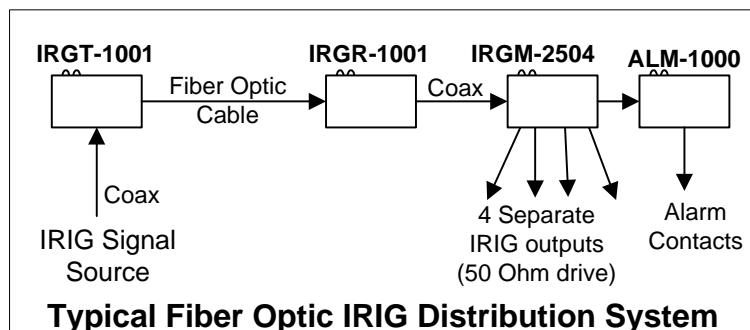 IRGT-1001
IRGR-1001
IRGM-2504
ALM-1000
Fiber Optic
Cable
Coax
Coax
IRIG Signal
Source
4 Separate
IRIG outputs
(50 Ohm drive)
Alarm
Contacts
Typical Fiber Optic IRIG Distribution System